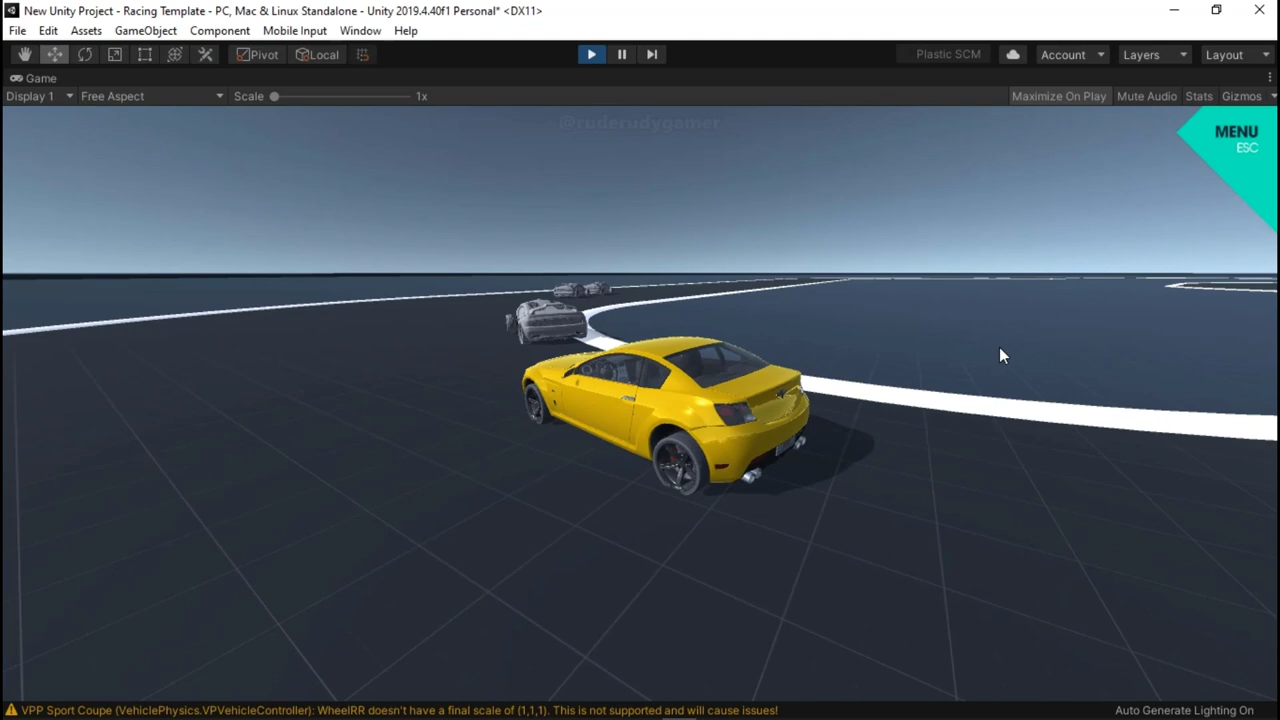 New Unity Project - Racing Template - PC, Mac & Linux Standalone - Unity 2019.4.40f1 Personal* <DX11>
File Edit Assets GameObject Component Mobile Input Window Help
Pivot Local Plastic SCM Account Layers Layout
Game
Display 1 Free Aspect Scale 1x Maximize On Play Mute Audio Stats Gizmos
@ruderudygamer
MENU
ESC
VPP Sport Coupe (VehiclePhysics.VPVehicleController): WheelRR doesn't have a final scale of (1,1,1). This is not supported and will cause issues! Auto Generate Lighting On